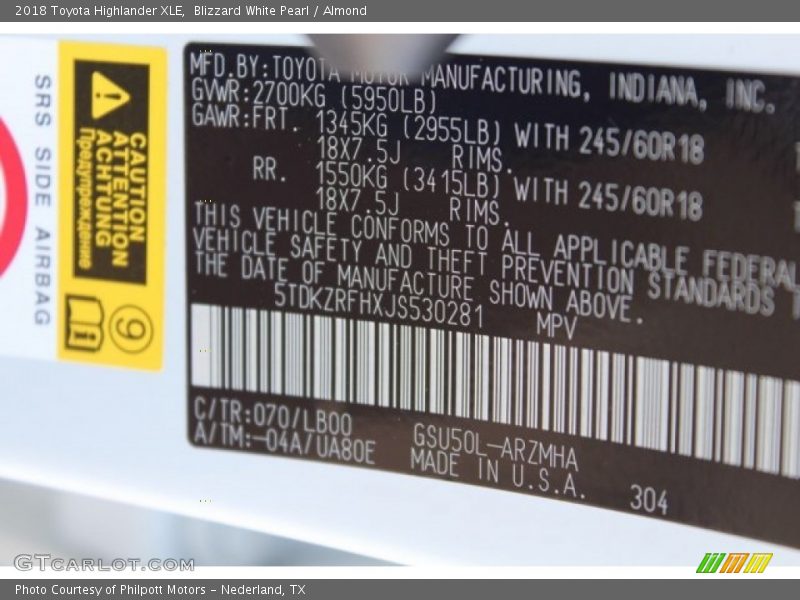 2018 Toyota Highlander XLE, Blizzard White Pearl / Almond
SRS SIDE AIRBAG
CAUTION
ATTENTION
ACHTUNG
Предупреждение
MFD.BY:TOYOTA MOTOR MANUFACTURING, INDIANA, INC.
GVWR:2700KG (5950LB)
GAWR:FRT. 1345KG (2955LB) WITH 245/60R18
18X7.5J RIMS.
RR. 1550KG (3415LB) WITH 245/60R18
18X7.5J RIMS.
THIS VEHICLE CONFORMS TO ALL APPLICABLE FEDERAL
VEHICLE SAFETY AND THEFT PREVENTION STANDARDS
THE DATE OF MANUFACTURE SHOWN ABOVE.
5TDKZRFHXJS530281 MPV
C/TR:070/LB00 GSU50L-ARZMHA
A/TM:-04A/UA80E MADE IN U.S.A. 304
GTCARLOT.COM
Photo Courtesy of Philpott Motors - Nederland, TX